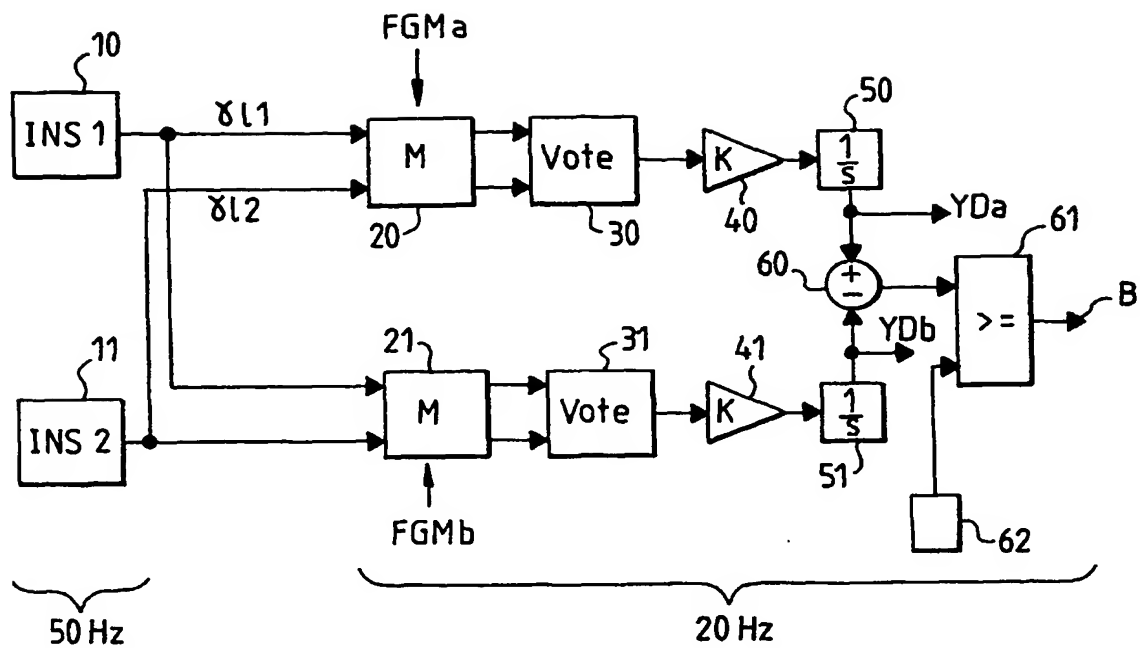 FGMa
10
INS 1
γl1
M
20
Vote
30
K
40
50
1
s
YDa
γl2
60
+
-
61
>=
B
YDb
11
INS 2
21
M
FGMb
31
Vote
41
K
1
s
51
62
50 Hz
20 Hz